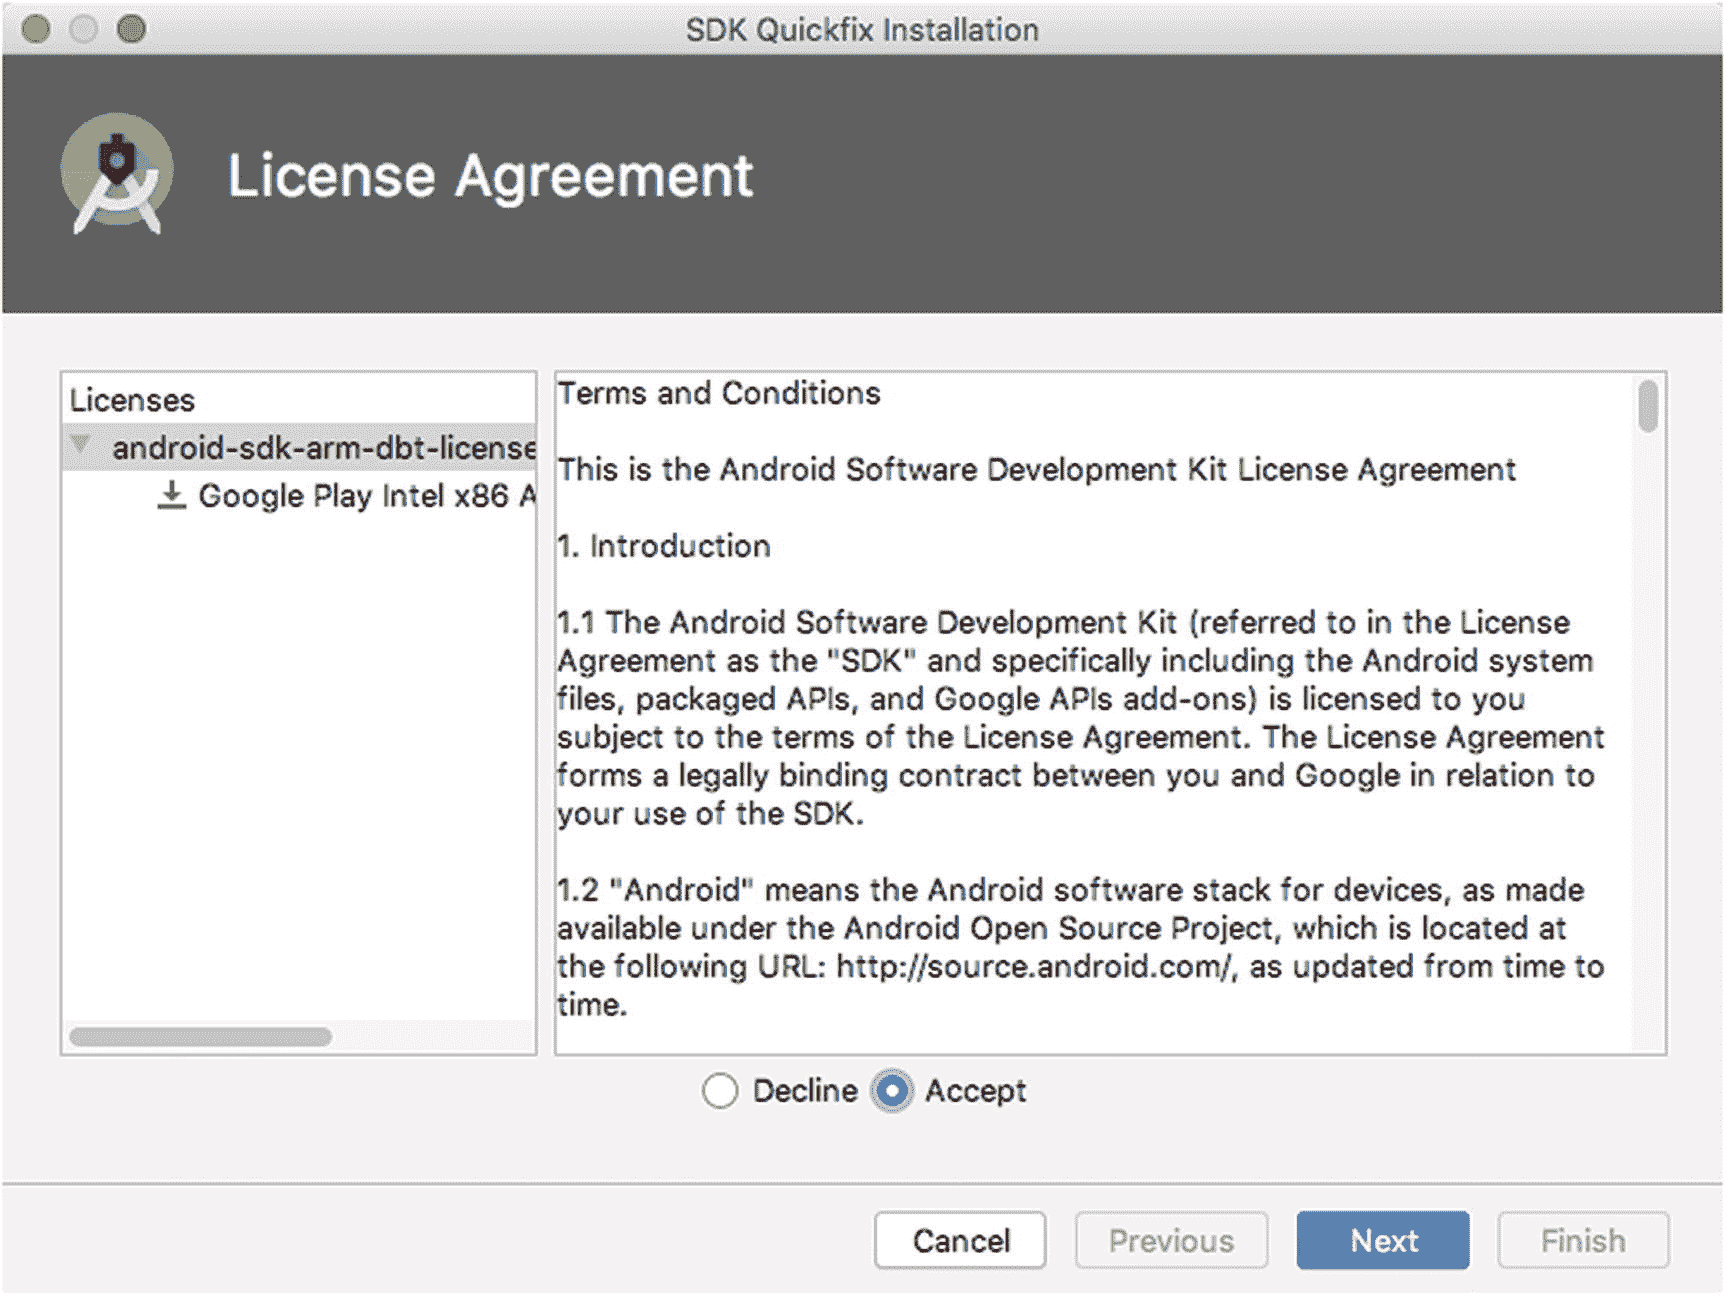 SDK Quickfix Installation
License Agreement
Licenses
android-sdk-arm-dbt-license
Google Play Intel x86 A
Terms and Conditions
This is the Android Software Development Kit License Agreement
1. Introduction
1.1 The Android Software Development Kit (referred to in the License
Agreement as the "SDK" and specifically including the Android system
files, packaged APIs, and Google APIs add-ons) is licensed to you
subject to the terms of the License Agreement. The License Agreement
forms a legally binding contract between you and Google in relation to
your use of the SDK.
1.2 "Android" means the Android software stack for devices, as made
available under the Android Open Source Project, which is located at
the following URL: http://source.android.com/, as updated from time to
time.
Decline Accept
Cancel Previous Next Finish